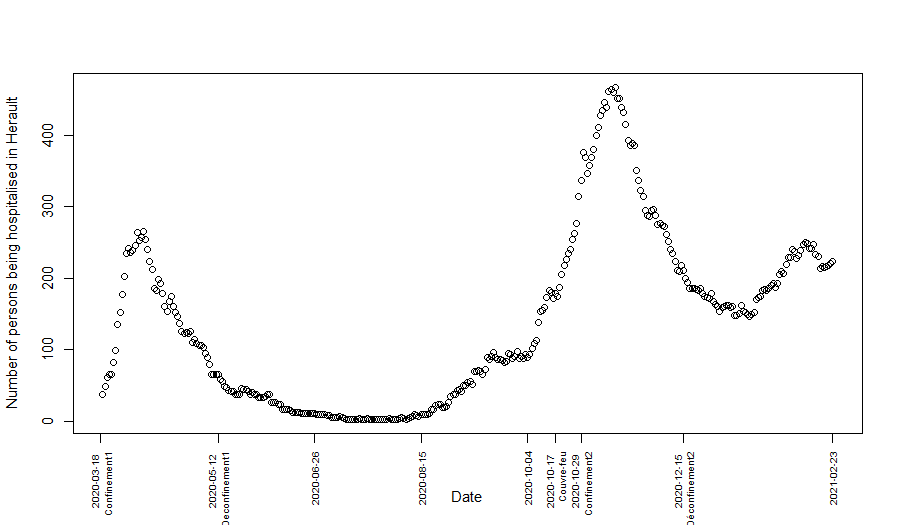 Number of persons being hospitalised in Herault
400
300
200
100
0
2020-03-18
Confinement1
2020-05-12
Déconfinement1
2020-06-26
2020-08-15
2020-10-04
2020-10-17
Couvre-feu
2020-10-29
Confinement2
2020-12-15
Déconfinement2
2021-02-23
Date